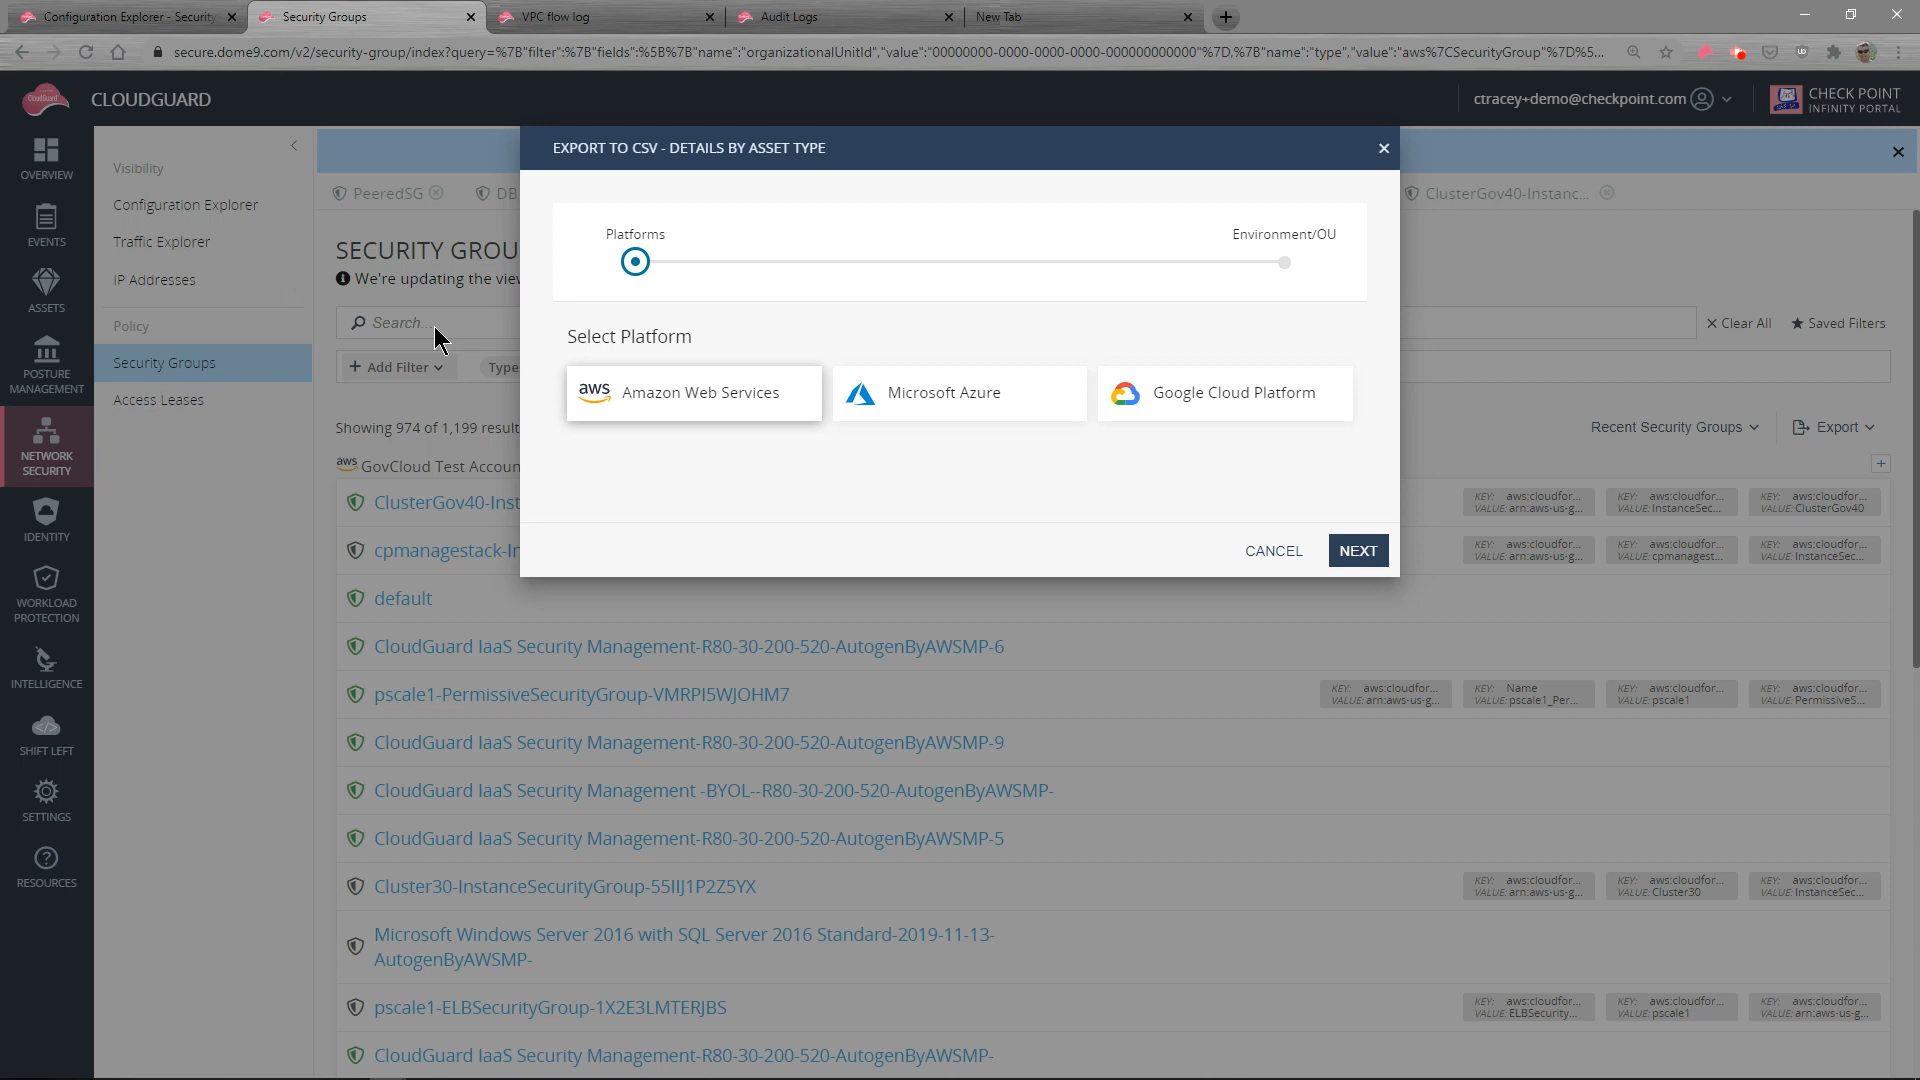 Configuration Explorer - Security
Security Groups
VPC flow log
Audit Logs
New Tab
secure.dome9.com/v2/security-group/index?query=%7B"filter":%7B"fields":%5B%7B"name":"organizationalUnitId","value":"00000000-0000-0000-0000-000000000000"%7D,%7B"name":"type","value":"aws%7CSecurityGroup"%7D%5...
CloudGuard
CLOUDGUARD
ctracey+demo@checkpoint.com
CHECK POINT
INFINITY PORTAL
OVERVIEW
EVENTS
ASSETS
POSTURE
MANAGEMENT
NETWORK
SECURITY
IDENTITY
WORKLOAD
PROTECTION
INTELLIGENCE
SHIFT LEFT
SETTINGS
RESOURCES
Visibility
Configuration Explorer
Traffic Explorer
IP Addresses
Policy
Security Groups
Access Leases
PeeredSG
DB
ClusterGov40-Instanc...
SECURITY GROU
We're updating the view
Search...
Clear All
Saved Filters
+ Add Filter
Type
Showing 974 of 1,199 result
Recent Security Groups
Export
aws GovCloud Test Accoun
EXPORT TO CSV - DETAILS BY ASSET TYPE
Platforms
Environment/OU
Select Platform
aws Amazon Web Services
Microsoft Azure
Google Cloud Platform
CANCEL
NEXT
ClusterGov40-Inst
KEY: aws:cloudfor...
VALUE: arn:aws-us-g...
KEY: aws:cloudfor...
VALUE: InstanceSec...
KEY: aws:cloudfor...
VALUE: ClusterGov40
cpmanagestack-In
KEY: aws:cloudfor...
VALUE: arn:aws-us-g...
KEY: aws:cloudfor...
VALUE: cpmanagest...
KEY: aws:cloudfor...
VALUE: InstanceSec...
default
CloudGuard IaaS Security Management-R80-30-200-520-AutogenByAWSMP-6
pscale1-PermissiveSecurityGroup-VMRPI5WJOHM7
KEY: aws:cloudfor...
VALUE: arn:aws-us-g...
KEY: Name
VALUE: pscale1_Per...
KEY: aws:cloudfor...
VALUE: pscale1
KEY: aws:cloudfor...
VALUE: PermissiveS...
CloudGuard IaaS Security Management-R80-30-200-520-AutogenByAWSMP-9
CloudGuard IaaS Security Management -BYOL--R80-30-200-520-AutogenByAWSMP-
CloudGuard IaaS Security Management-R80-30-200-520-AutogenByAWSMP-5
Cluster30-InstanceSecurityGroup-55IIJ1P2Z5YX
KEY: aws:cloudfor...
VALUE: arn:aws-us-g...
KEY: aws:cloudfor...
VALUE: Cluster30
KEY: aws:cloudfor...
VALUE: InstanceSec...
Microsoft Windows Server 2016 with SQL Server 2016 Standard-2019-11-13-
AutogenByAWSMP-
pscale1-ELBSecurityGroup-1X2E3LMTERJBS
KEY: aws:cloudfor...
VALUE: ELBSecurity...
KEY: aws:cloudfor...
VALUE: pscale1
KEY: aws:cloudfor...
VALUE: arn:aws-us-g...
CloudGuard IaaS Security Management-R80-30-200-520-AutogenByAWSMP-